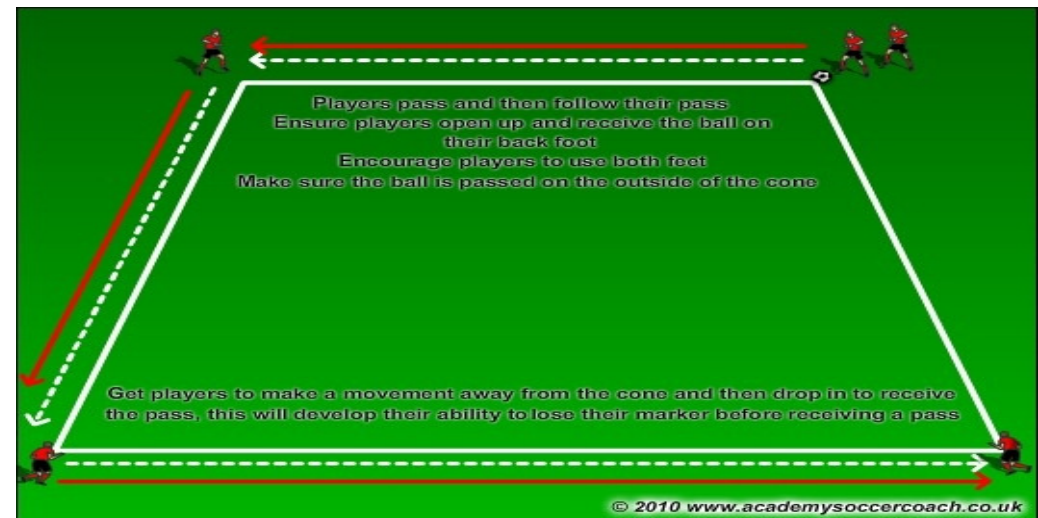 Players pass and then follow their pass
Ensure players open up and receive the ball on
their back foot
Encourage players to use both feet
Make sure the ball is passed on the outside of the cone
Get players to make a movement away from the cone and then drop in to receive
the pass, this will develop their ability to lose their marker before receiving a pass
© 2010 www.academysoccercoach.co.uk